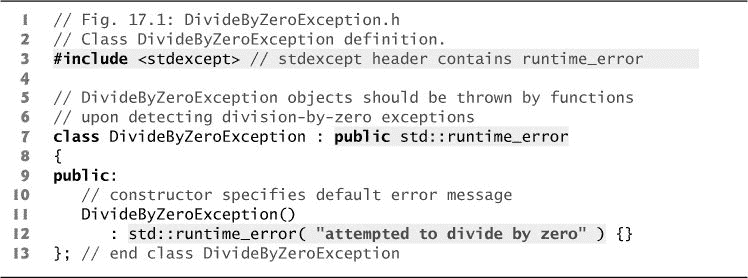 1 // Fig. 17.1: DivideByZeroException.h
2 // Class DivideByZeroException definition.
3 #include <stdexcept> // stdexcept header contains runtime_error
4
5 // DivideByZeroException objects should be thrown by functions
6 // upon detecting division-by-zero exceptions
7 class DivideByZeroException : public std::runtime_error
8 {
9 public:
10 // constructor specifies default error message
11 DivideByZeroException()
12 : std::runtime_error( "attempted to divide by zero" ) {}
13 }; // end class DivideByZeroException